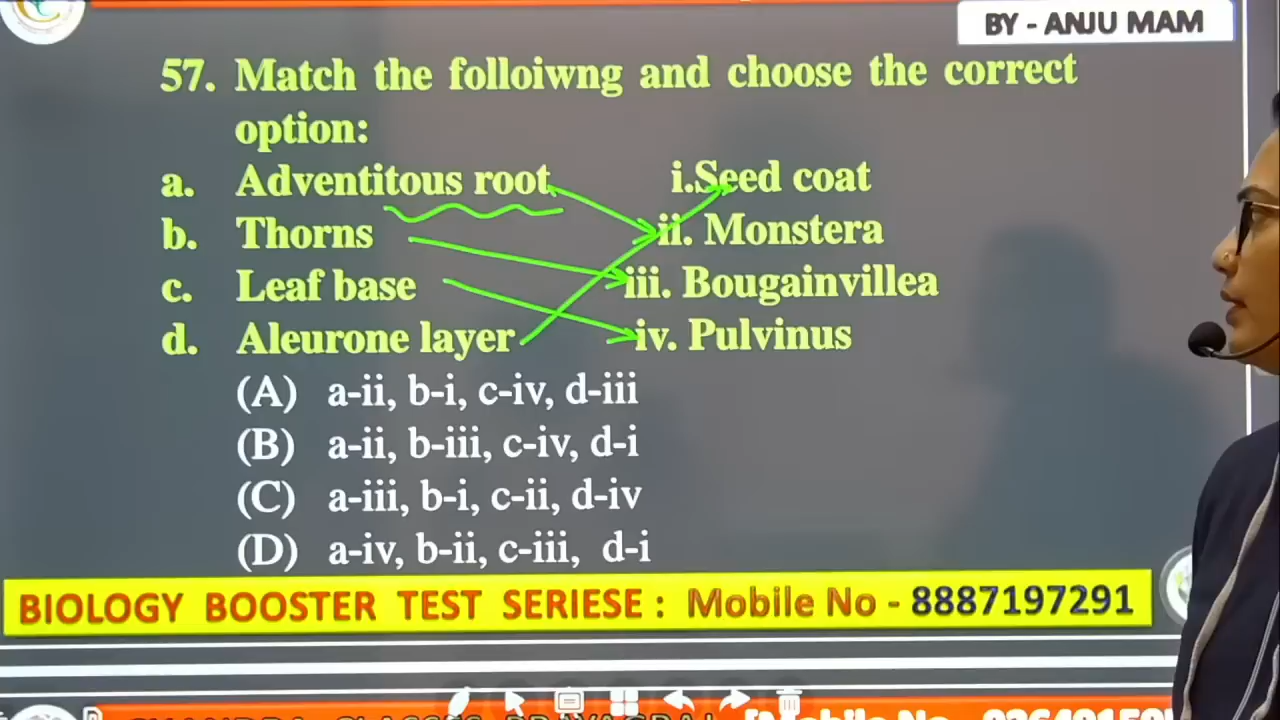 BY - ANJU MAM
57. Match the folloiwng and choose the correct
option:
a. Adventitous root i.Seed coat
b. Thorns ii. Monstera
c. Leaf base iii. Bougainvillea
d. Aleurone layer iv. Pulvinus
(A) a-ii, b-i, c-iv, d-iii
(B) a-ii, b-iii, c-iv, d-i
(C) a-iii, b-i, c-ii, d-iv
(D) a-iv, b-ii, c-iii, d-i
BIOLOGY BOOSTER TEST SERIESE : Mobile No - 8887197291